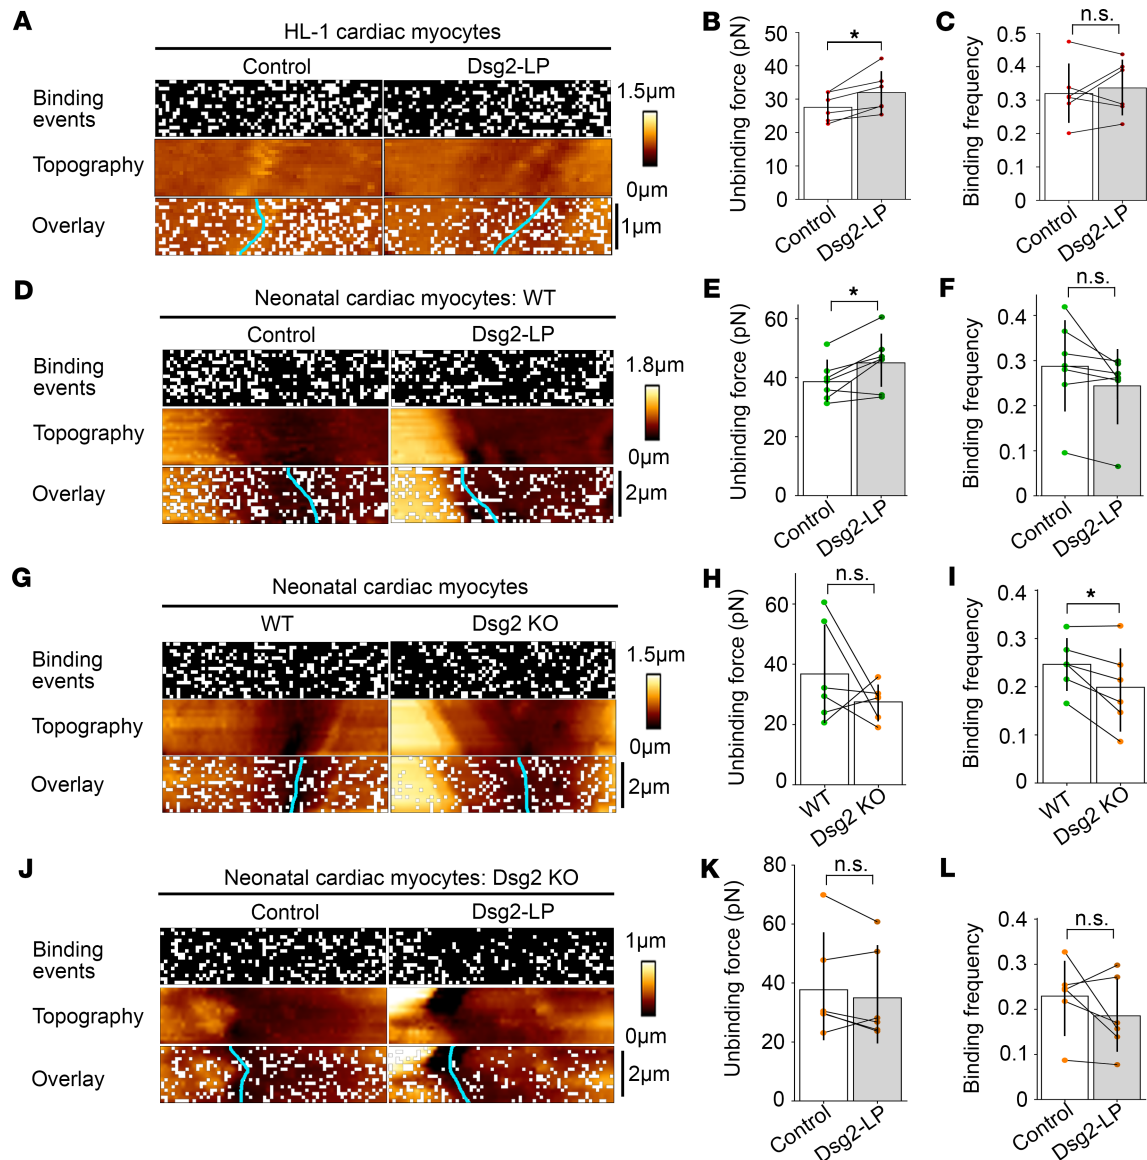 A
HL-1 cardiac myocytes
Control
Dsg2-LP
Binding
events
Topography
Overlay
1.5µm
0µm
1µm
B
Unbinding force (pN)
50
40
30
20
10
0
*
Control
Dsg2-LP
C
Binding frequency
0.5
0.4
0.3
0.2
0.1
0
n.s.
Control
Dsg2-LP
D
Neonatal cardiac myocytes: WT
Control
Dsg2-LP
Binding
events
Topography
Overlay
1.8µm
0µm
2µm
E
Unbinding force (pN)
60
40
20
0
*
Control
Dsg2-LP
F
Binding frequency
0.4
0.3
0.2
0.1
0
n.s.
Control
Dsg2-LP
G
Neonatal cardiac myocytes
WT
Dsg2 KO
Binding
events
Topography
Overlay
1.5µm
0µm
2µm
H
Unbinding force (pN)
60
40
20
0
n.s.
WT
Dsg2 KO
I
Binding frequency
0.4
0.3
0.2
0.1
0
*
WT
Dsg2 KO
J
Neonatal cardiac myocytes: Dsg2 KO
Control
Dsg2-LP
Binding
events
Topography
Overlay
1µm
0µm
2µm
K
Unbinding force (pN)
80
60
40
20
0
n.s.
Control
Dsg2-LP
L
Binding frequency
0.4
0.3
0.2
0.1
0
n.s.
Control
Dsg2-LP